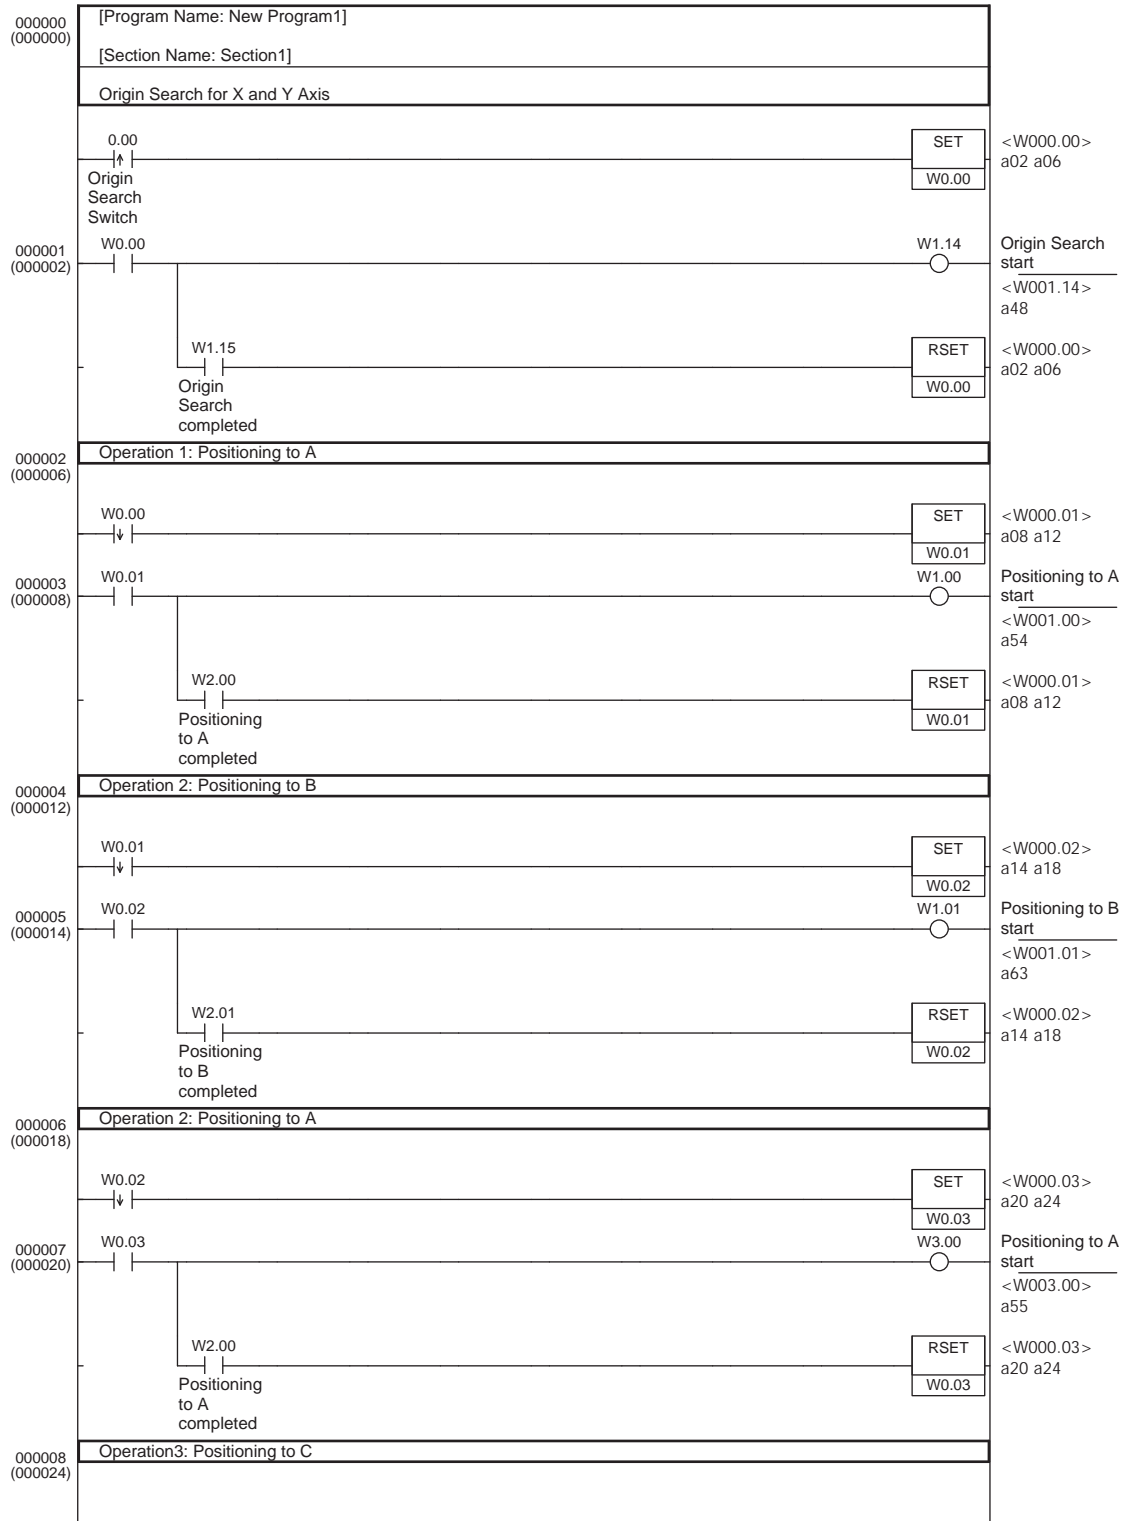 000000
(000000)
[Program Name: New Program1]
[Section Name: Section1]
Origin Search for X and Y Axis
0.00
Origin
Search
Switch
SET
W0.00
<W000.00>
a02 a06
000001
(000002)
W0.00
W1.14
Origin Search
start
<W001.14>
a48
W1.15
Origin
Search
completed
RSET
W0.00
<W000.00>
a02 a06
000002
(000006)
Operation 1: Positioning to A
W0.00
SET
W0.01
<W000.01>
a08 a12
000003
(000008)
W0.01
W1.00
Positioning to A
start
<W001.00>
a54
W2.00
Positioning
to A
completed
RSET
W0.01
<W000.01>
a08 a12
000004
(000012)
Operation 2: Positioning to B
W0.01
SET
W0.02
<W000.02>
a14 a18
000005
(000014)
W0.02
W1.01
Positioning to B
start
<W001.01>
a63
W2.01
Positioning
to B
completed
RSET
W0.02
<W000.02>
a14 a18
000006
(000018)
Operation 2: Positioning to A
W0.02
SET
W0.03
<W000.03>
a20 a24
000007
(000020)
W0.03
W3.00
Positioning to A
start
<W003.00>
a55
W2.00
Positioning
to A
completed
RSET
W0.03
<W000.03>
a20 a24
000008
(000024)
Operation3: Positioning to C